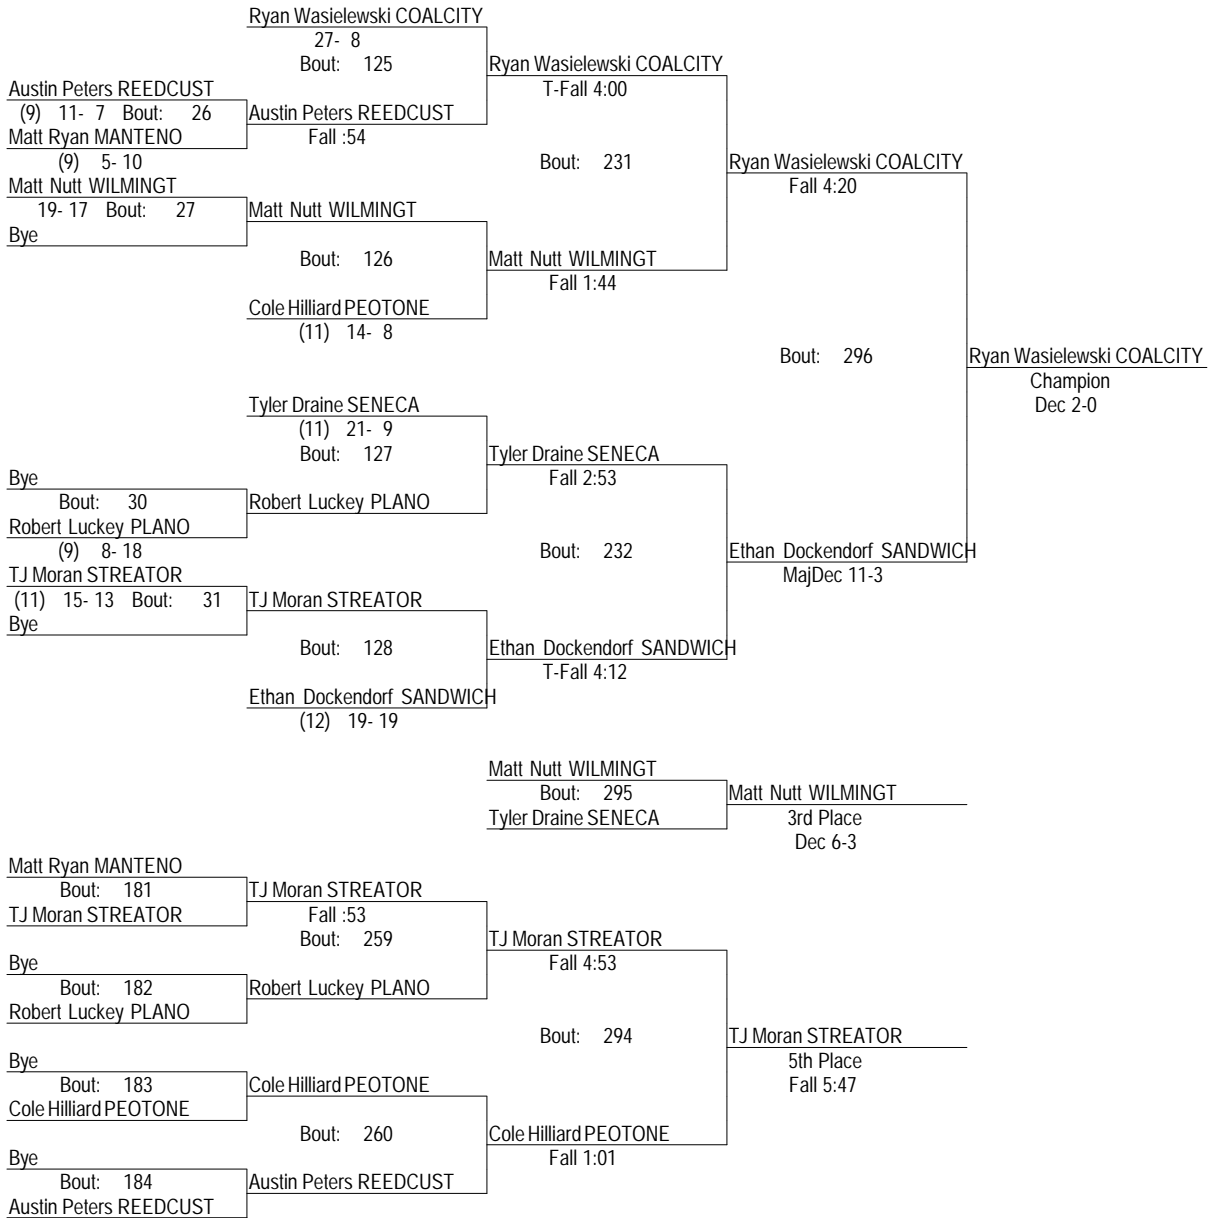 Ryan Wasielewski COALCITY
27- 8
Bout: 125
Ryan Wasielewski COALCITY
T-Fall 4:00
Austin Peters REEDCUST
(9) 11- 7 Bout: 26
Austin Peters REEDCUST
Fall :54
Matt Ryan MANTENO
(9) 5- 10
Bout: 231
Ryan Wasielewski COALCITY
Fall 4:20
Matt Nutt WILMINGT
19- 17 Bout: 27
Matt Nutt WILMINGT
Bye
Bout: 126
Matt Nutt WILMINGT
Fall 1:44
Cole Hilliard PEOTONE
(11) 14- 8
Bout: 296
Ryan Wasielewski COALCITY
Champion
Dec 2-0
Tyler Draine SENECA
(11) 21- 9
Bout: 127
Tyler Draine SENECA
Fall 2:53
Bye
Bout: 30
Robert Luckey PLANO
Robert Luckey PLANO
(9) 8- 18
Bout: 232
Ethan Dockendorf SANDWICH
MajDec 11-3
TJ Moran STREATOR
(11) 15- 13 Bout: 31
TJ Moran STREATOR
Bye
Bout: 128
Ethan Dockendorf SANDWICH
T-Fall 4:12
Ethan Dockendorf SANDWICH
(12) 19- 19
Matt Nutt WILMINGT
Bout: 295
Matt Nutt WILMINGT
Tyler Draine SENECA
3rd Place
Dec 6-3
Matt Ryan MANTENO
Bout: 181
TJ Moran STREATOR
TJ Moran STREATOR
Fall :53
Bout: 259
TJ Moran STREATOR
Fall 4:53
Bye
Bout: 182
Robert Luckey PLANO
Robert Luckey PLANO
Bout: 294
TJ Moran STREATOR
5th Place
Fall 5:47
Bye
Bout: 183
Cole Hilliard PEOTONE
Cole Hilliard PEOTONE
Bout: 260
Cole Hilliard PEOTONE
Fall 1:01
Bye
Bout: 184
Austin Peters REEDCUST
Austin Peters REEDCUST